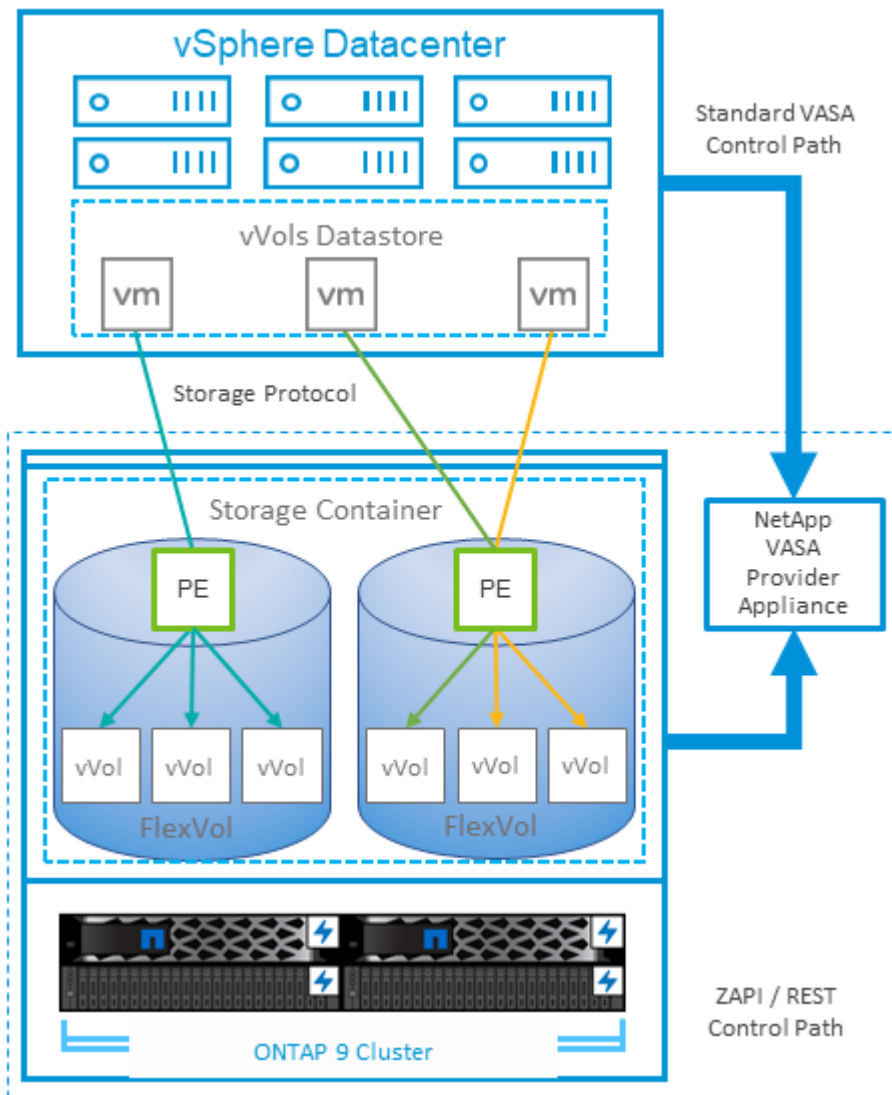 vSphere Datacenter
Standard VASA
Control Path
vVols Datastore
vm
vm
vm
Storage Protocol
Storage Container
NetApp
VASA
Provider
Appliance
PE
PE
vVol
vVol
vVol
vVol
vVol
vVol
FlexVol
FlexVol
ZAPI / REST
Control Path
ONTAP 9 Cluster